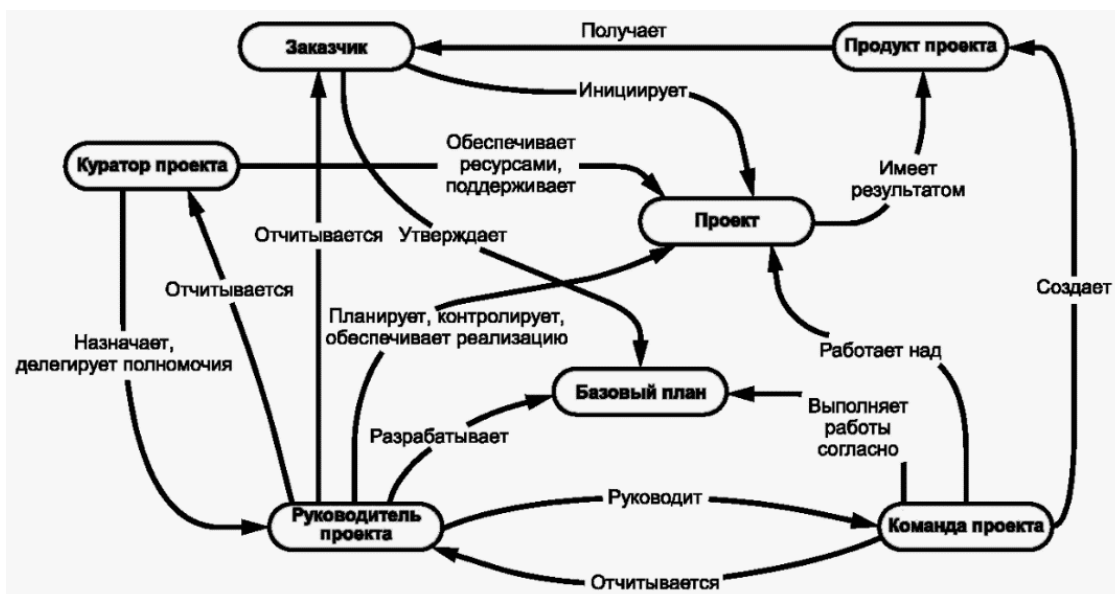 Получает
Заказчик
Продукт проекта
Инициирует
Обеспечивает
ресурсами,
поддерживает
Куратор проекта
Имеет
результатом
Проект
Отчитывается
Утверждает
Отчитывается
Создает
Планирует, контролирует,
обеспечивает реализацию
Назначает,
делегирует полномочия
Работает над
Базовый план
Выполняет
работы
согласно
Разрабатывает
Руководит
Руководитель
проекта
Команда проекта
Отчитывается